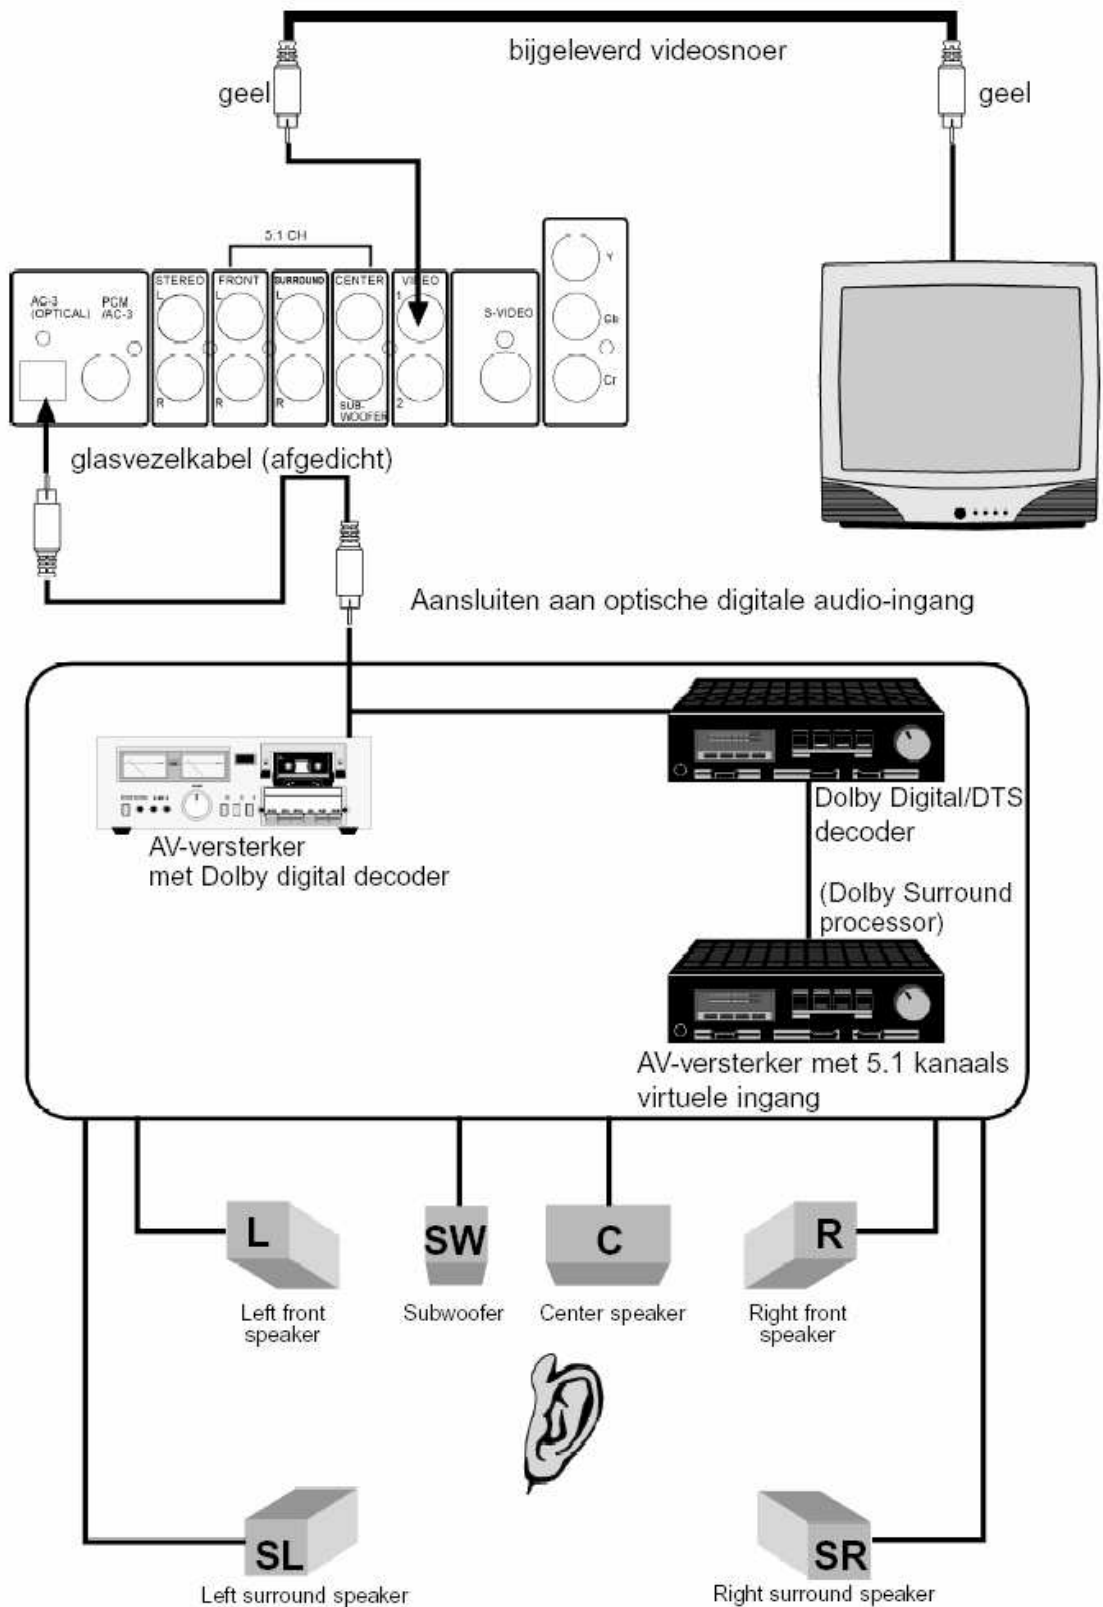 bijgeleverd videosnoer
geel
geel
5.1 CH
STEREO
FRONT
SURROUND
CENTER
VIDEO
L
L
L
1
AC-3
(OPTICAL)
PCM
/AC-3
S-VIDEO
Y
Cr
R
R
R
SUB-
WOOFER
2
glasvezelkabel (afgedicht)
Aansluiten aan optische digitale audio-ingang
Dolby Digital/DTS
decoder
AV-versterker
met Dolby digital decoder
(Dolby Surround
processor)
AV-versterker met 5.1 kanaals
virtuele ingang
L
SW
C
R
Left front
speaker
Subwoofer
Center speaker
Right front
speaker
SL
SR
Left surround speaker
Right surround speaker